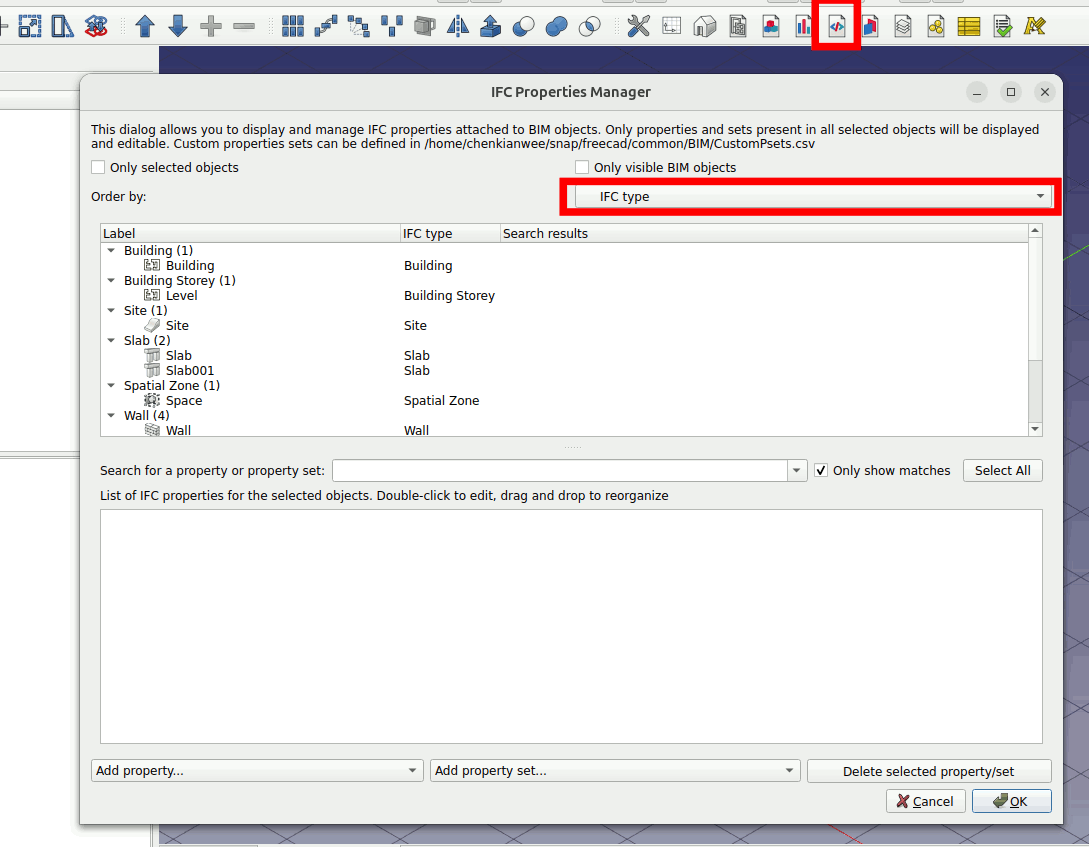 IFC Properties Manager
This dialog allows you to display and manage IFC properties attached to BIM objects. Only properties and sets present in all selected objects will be displayed
and editable. Custom properties sets can be defined in /home/chenkianwee/snap/freecad/common/BIM/CustomPsets.csv
Only selected objects
Only visible BIM objects
Order by:
IFC type
Label IFC type Search results
Building (1)
Building Building
Building Storey (1)
Level Building Storey
Site (1)
Site Site
Slab (2)
Slab Slab
Slab001 Slab
Spatial Zone (1)
Space Spatial Zone
Wall (4)
Wall Wall
Search for a property or property set:
Only show matches
Select All
List of IFC properties for the selected objects. Double-click to edit, drag and drop to reorganize
Add property...
Add property set...
Delete selected property/set
Cancel
OK